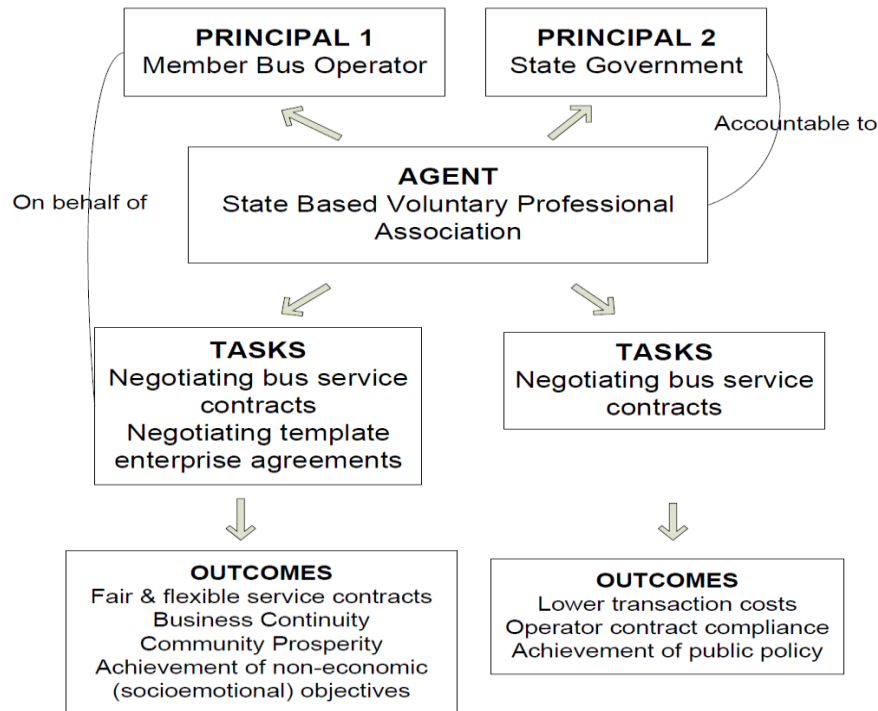 PRINCIPAL 1
Member Bus Operator
PRINCIPAL 2
State Government
Accountable to
On behalf of
AGENT
State Based Voluntary Professional
Association
TASKS
Negotiating bus service
contracts
Negotiating template
enterprise agreements
TASKS
Negotiating bus service
contracts
OUTCOMES
Fair & flexible service contracts
Business Continuity
Community Prosperity
Achievement of non-economic
(socioemotional) objectives
OUTCOMES
Lower transaction costs
Operator contract compliance
Achievement of public policy